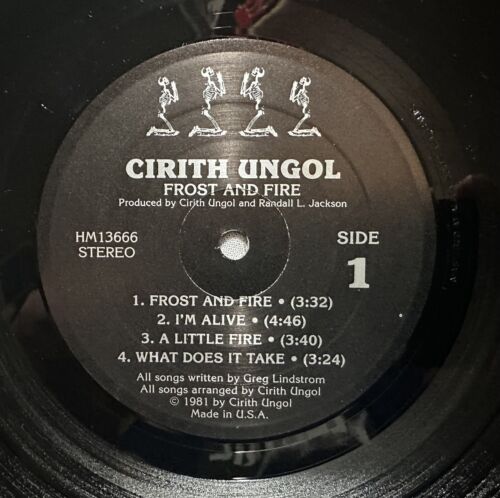 CIRITH UNGOL
FROST AND FIRE
Produced by Cirith Ungol and Randall L. Jackson
HM13666
STEREO
SIDE
1
1. FROST AND FIRE • (3:32)
2. I'M ALIVE • (4:46)
3. A LITTLE FIRE • (3:40)
4. WHAT DOES IT TAKE • (3:24)
All songs written by Greg Lindstrom
All songs arranged by Cirith Ungol
© 1981 by Cirith Ungol
Made in U.S.A.